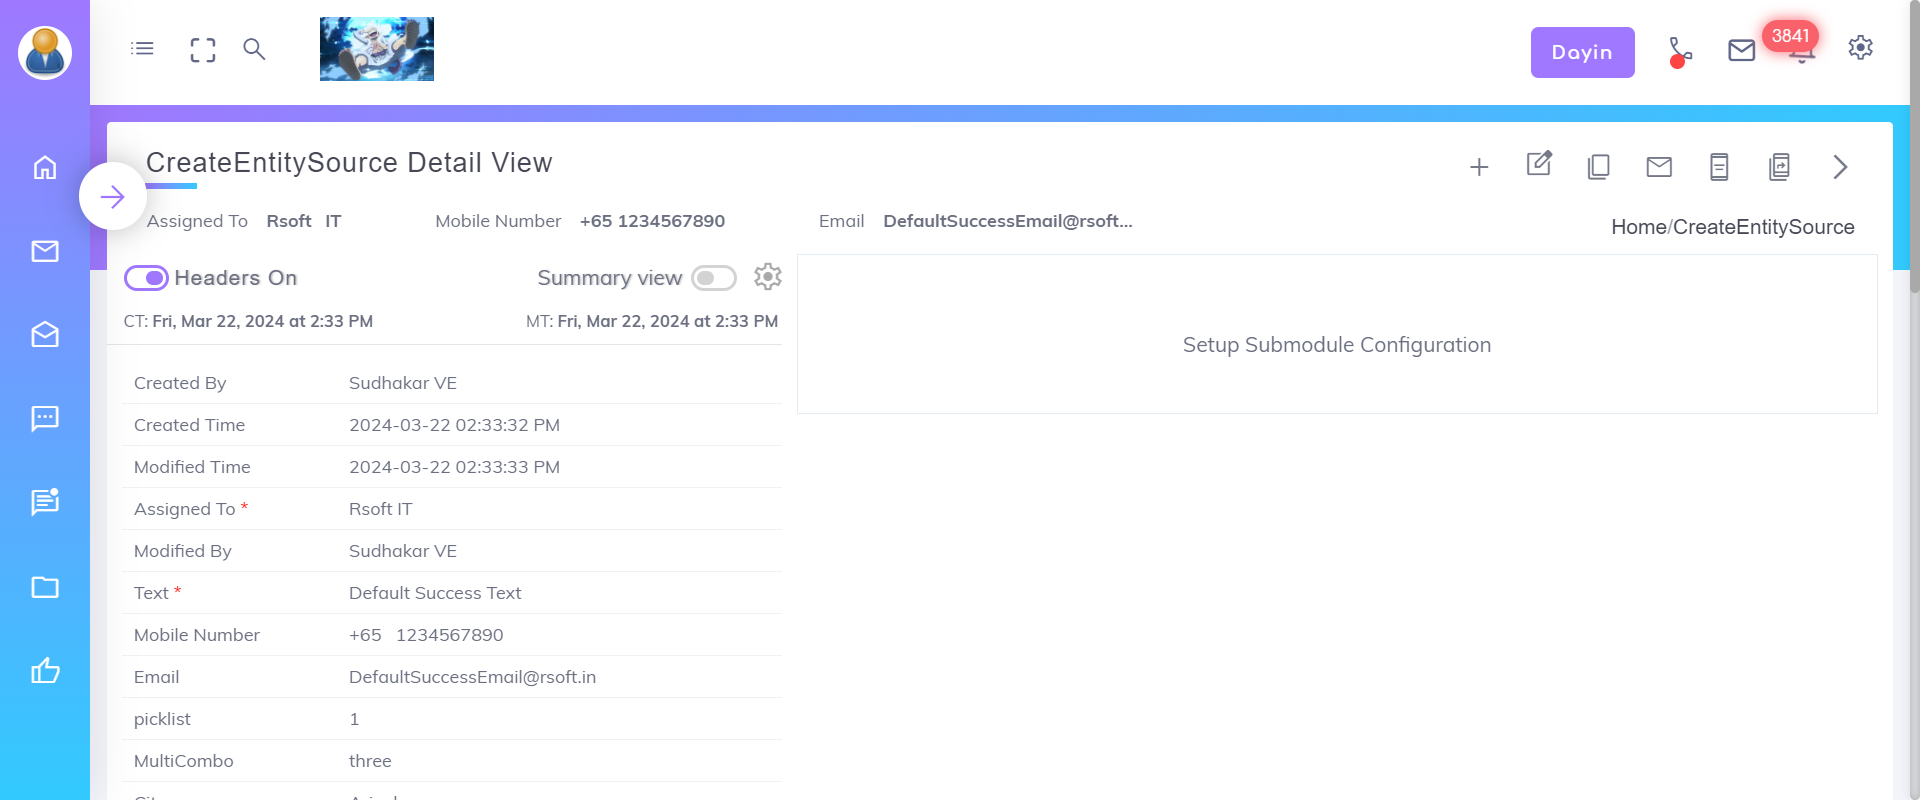 Dayin
3841
CreateEntitySource Detail View
Assigned To Rsoft IT Mobile Number +65 1234567890 Email DefaultSuccessEmail@rsoft...
Home/CreateEntitySource
Headers On Summary view
CT: Fri, Mar 22, 2024 at 2:33 PM MT: Fri, Mar 22, 2024 at 2:33 PM
Setup Submodule Configuration
Created By Sudhakar VE
Created Time 2024-03-22 02:33:32 PM
Modified Time 2024-03-22 02:33:33 PM
Assigned To * Rsoft IT
Modified By Sudhakar VE
Text * Default Success Text
Mobile Number +65 1234567890
Email DefaultSuccessEmail@rsoft.in
picklist 1
MultiCombo three